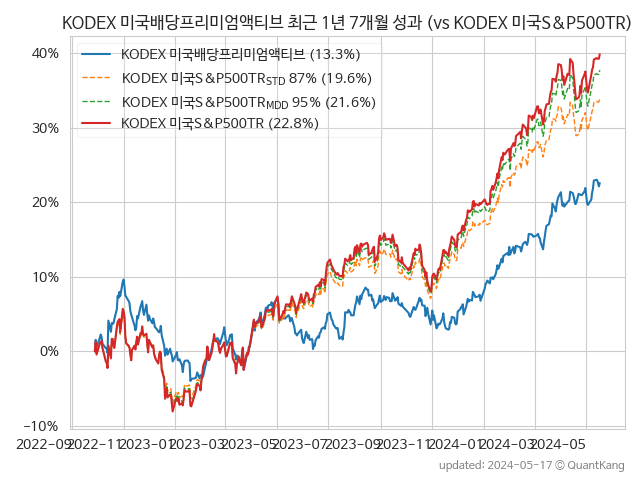 KODEX 미국배당프리미엄액티브 최근 1년 7개월 성과 (vs KODEX 미국S&P500TR)
KODEX 미국배당프리미엄액티브 (13.3%)
KODEX 미국S&P500TR STD 87% (19.6%)
KODEX 미국S&P500TR MDD 95% (21.6%)
KODEX 미국S&P500TR (22.8%)
40%
30%
20%
10%
0%
−10%
2022-09 2022-11 2023-01 2023-03 2023-05 2023-07 2023-09 2023-11 2024-01 2024-03 2024-05
updated: 2024-05-17 © QuantKang